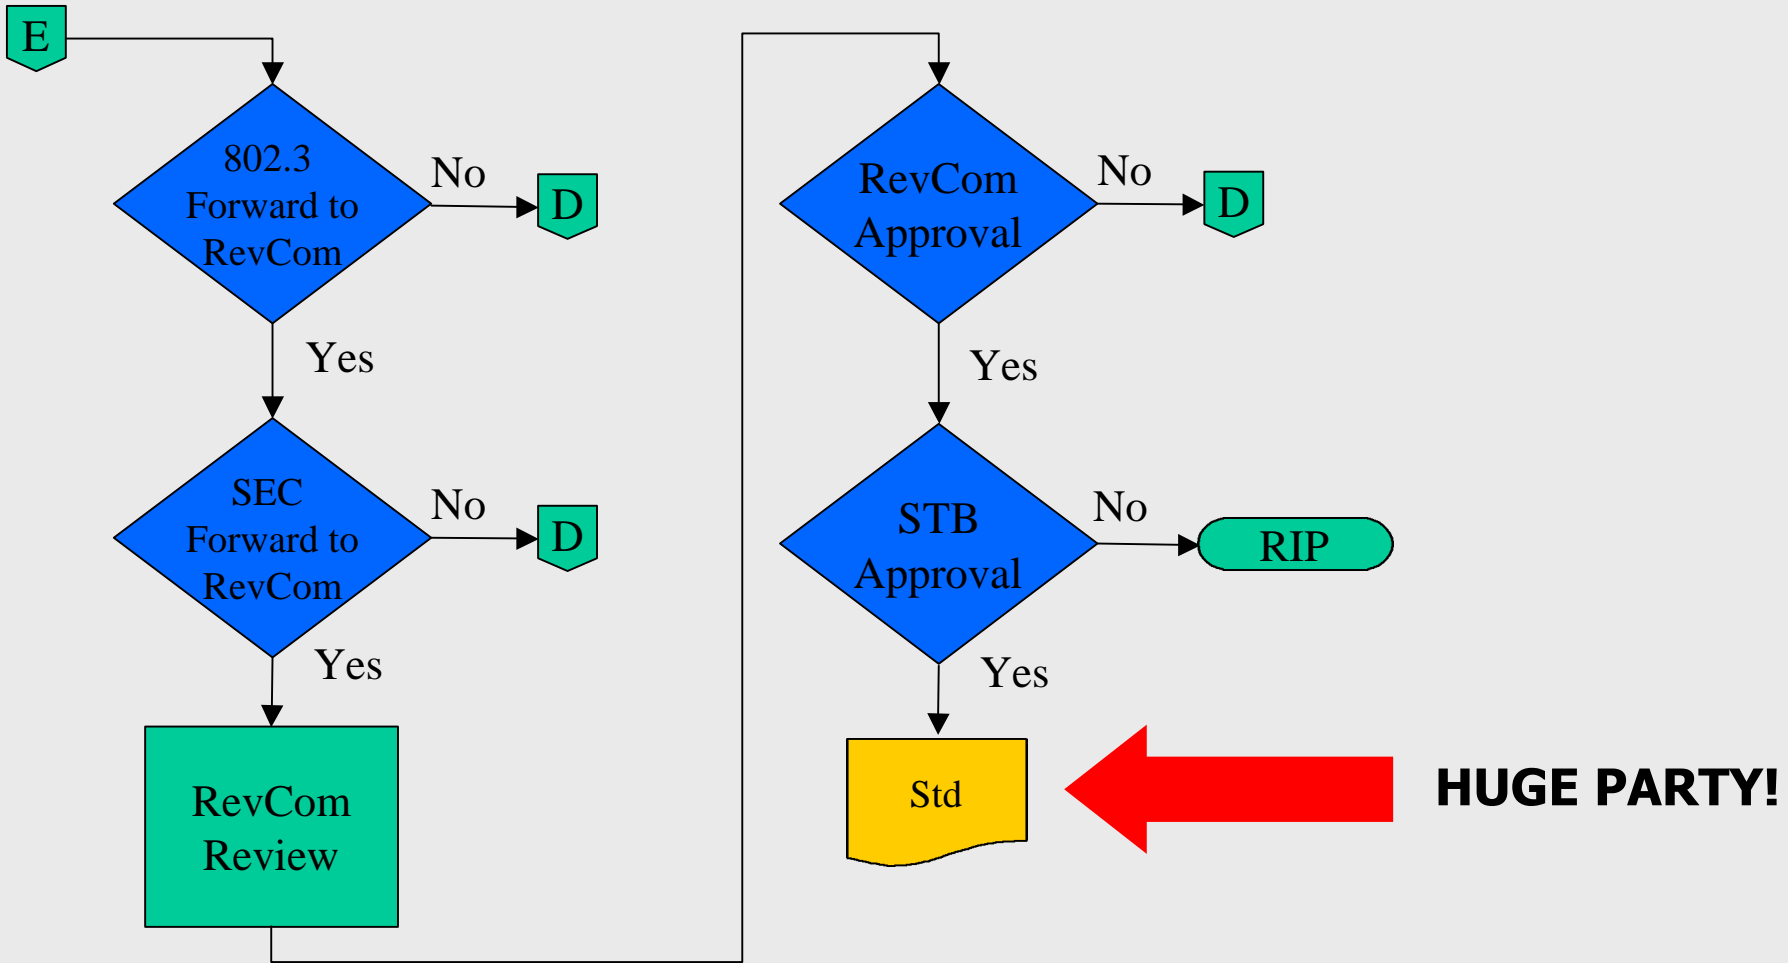 E
802.3
Forward to
RevCom
No
D
Yes
SEC
Forward to
RevCom
No
D
Yes
RevCom
Review
RevCom
Approval
No
D
Yes
STB
Approval
No
RIP
Yes
Std
HUGE PARTY!